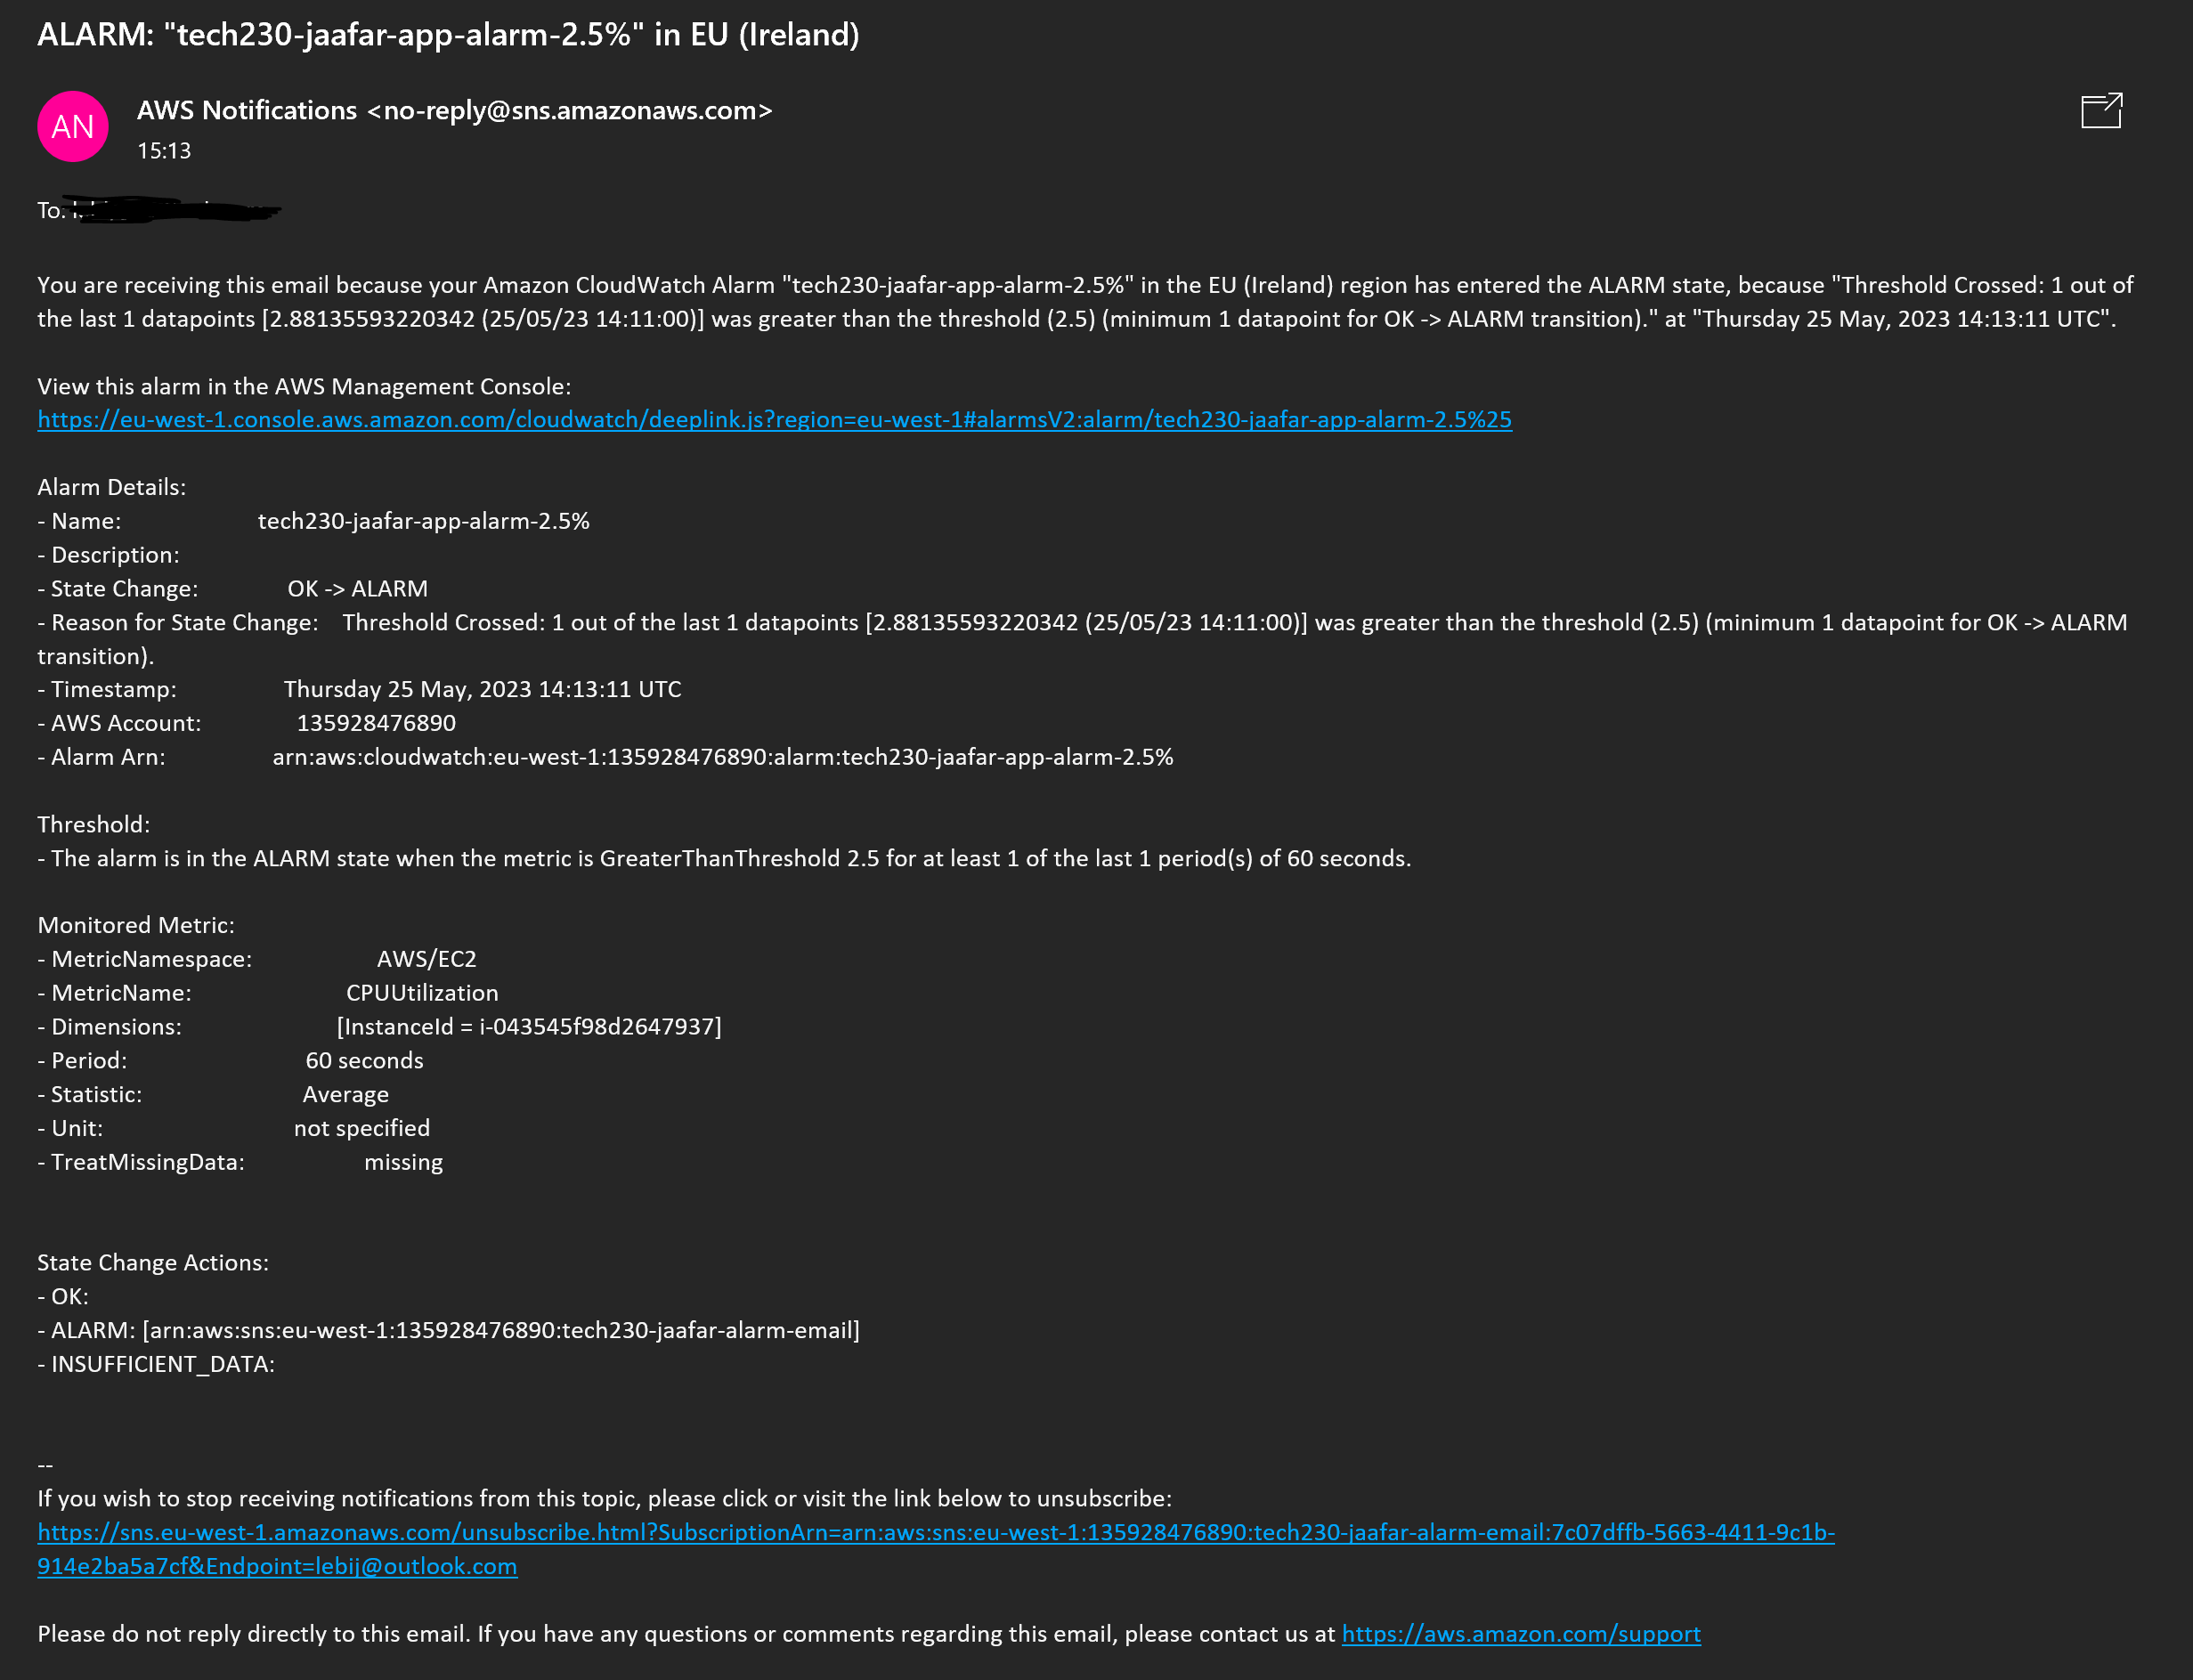 ALARM: "tech230-jaafar-app-alarm-2.5%" in EU (Ireland)
AN
AWS Notifications <no-reply@sns.amazonaws.com>
15:13
To:
You are receiving this email because your Amazon CloudWatch Alarm "tech230-jaafar-app-alarm-2.5%" in the EU (Ireland) region has entered the ALARM state, because "Threshold Crossed: 1 out of
the last 1 datapoints [2.88135593220342 (25/05/23 14:11:00)] was greater than the threshold (2.5) (minimum 1 datapoint for OK -> ALARM transition)." at "Thursday 25 May, 2023 14:13:11 UTC".
View this alarm in the AWS Management Console:
https://eu-west-1.console.aws.amazon.com/cloudwatch/deeplink.js?region=eu-west-1#alarmsV2:alarm/tech230-jaafar-app-alarm-2.5%25
Alarm Details:
- Name: tech230-jaafar-app-alarm-2.5%
- Description:
- State Change: OK -> ALARM
- Reason for State Change: Threshold Crossed: 1 out of the last 1 datapoints [2.88135593220342 (25/05/23 14:11:00)] was greater than the threshold (2.5) (minimum 1 datapoint for OK -> ALARM
transition).
- Timestamp: Thursday 25 May, 2023 14:13:11 UTC
- AWS Account: 135928476890
- Alarm Arn: arn:aws:cloudwatch:eu-west-1:135928476890:alarm:tech230-jaafar-app-alarm-2.5%
Threshold:
- The alarm is in the ALARM state when the metric is GreaterThanThreshold 2.5 for at least 1 of the last 1 period(s) of 60 seconds.
Monitored Metric:
- MetricNamespace: AWS/EC2
- MetricName: CPUUtilization
- Dimensions: [InstanceId = i-043545f98d2647937]
- Period: 60 seconds
- Statistic: Average
- Unit: not specified
- TreatMissingData: missing
State Change Actions:
- OK:
- ALARM: [arn:aws:sns:eu-west-1:135928476890:tech230-jaafar-alarm-email]
- INSUFFICIENT_DATA:
--
If you wish to stop receiving notifications from this topic, please click or visit the link below to unsubscribe:
https://sns.eu-west-1.amazonaws.com/unsubscribe.html?SubscriptionArn=arn:aws:sns:eu-west-1:135928476890:tech230-jaafar-alarm-email:7c07dffb-5663-4411-9c1b-
914e2ba5a7cf&Endpoint=lebij@outlook.com
Please do not reply directly to this email. If you have any questions or comments regarding this email, please contact us at https://aws.amazon.com/support